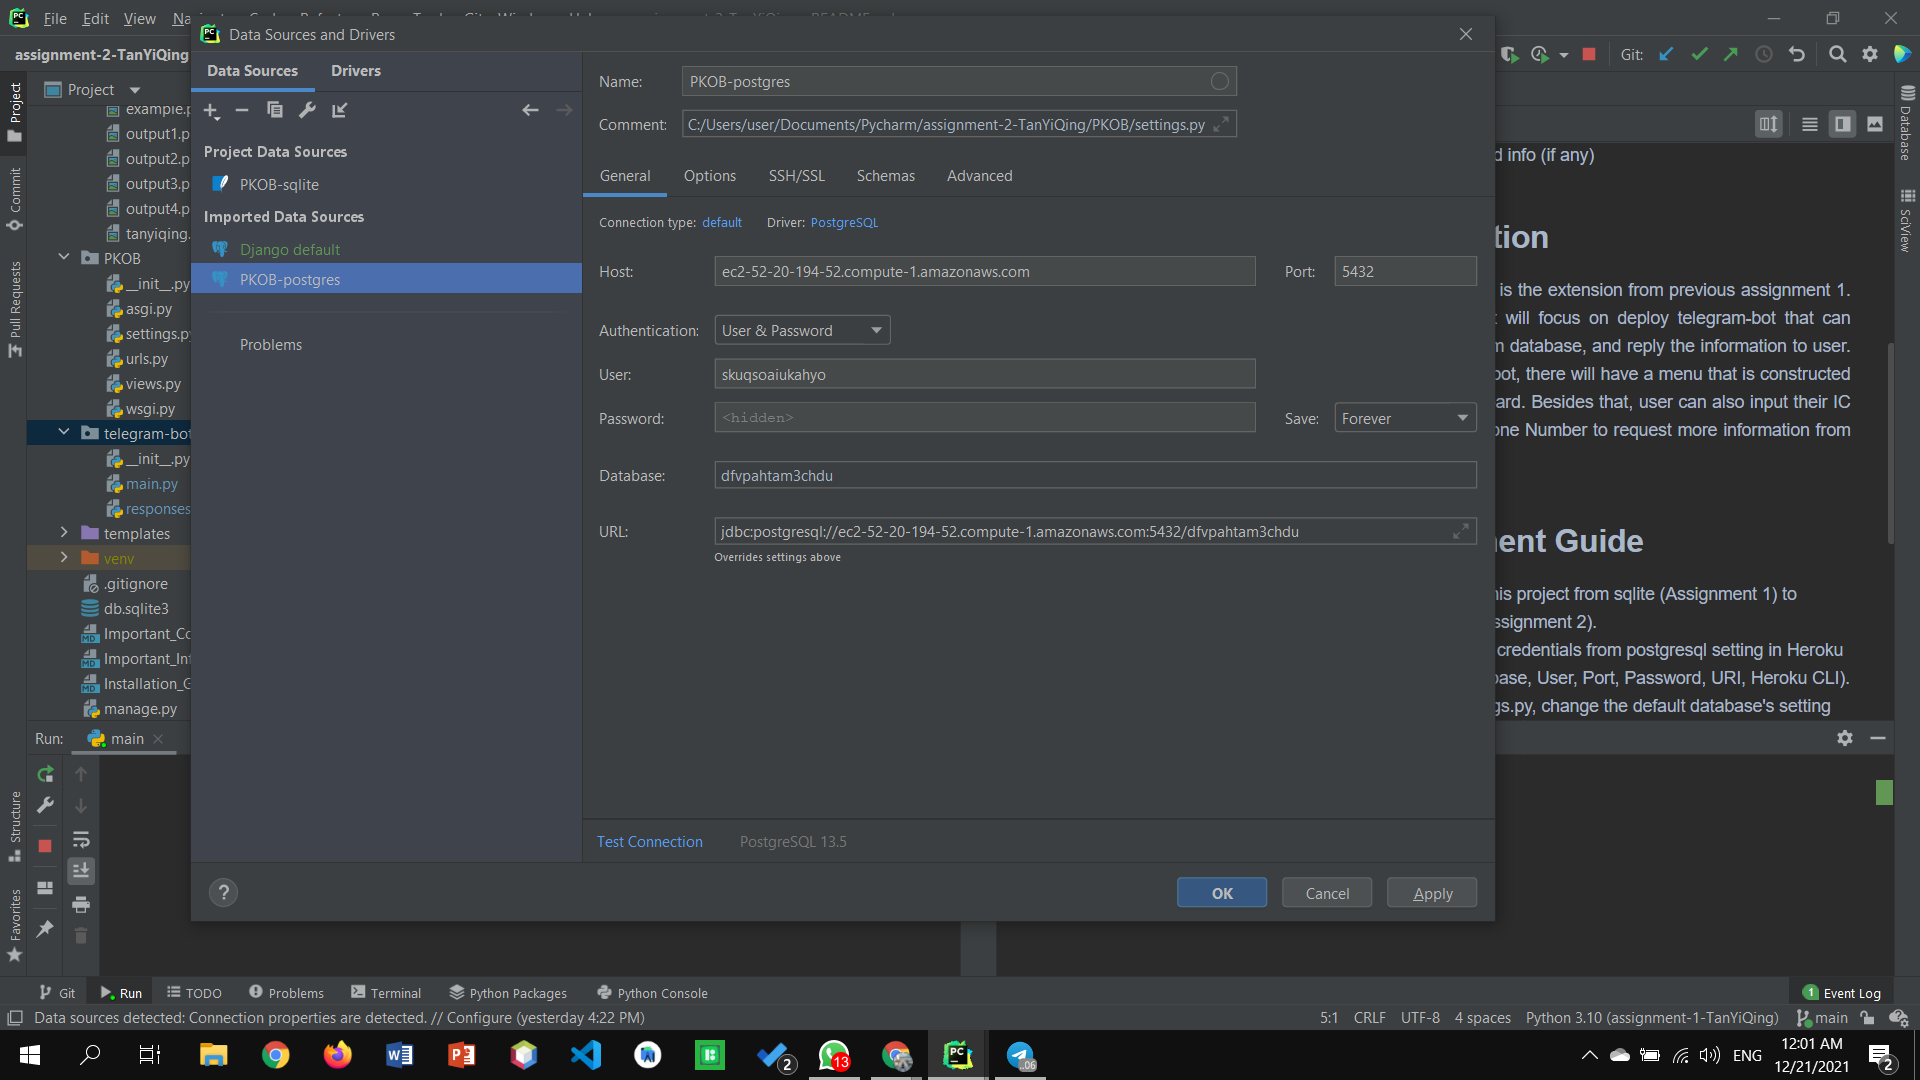 File Edit View
Data Sources and Drivers
assignment-2-TanYiQing
Git:
Project
Data Sources Drivers
Name: PKOB-postgres
Comment: C:/Users/user/Documents/Pycharm/assignment-2-TanYiQing/PKOB/settings.py
General Options SSH/SSL Schemas Advanced
Connection type: default Driver: PostgreSQL
Host: ec2-52-20-194-52.compute-1.amazonaws.com Port: 5432
Authentication: User & Password
User: skuqsoaiukahyo
Password: <hidden> Save: Forever
Database: dfvpahtam3chdu
URL: jdbc:postgresql://ec2-52-20-194-52.compute-1.amazonaws.com:5432/dfvpahtam3chdu
Overrides settings above
Test Connection PostgreSQL 13.5
OK Cancel Apply
?
Project Data Sources
PKOB-sqlite
Imported Data Sources
Django default
PKOB-postgres
Problems
example.p
output1.p
output2.p
output3.p
output4.p
tanyiqing.
PKOB
__init__.py
asgi.py
settings.py
urls.py
views.py
wsgi.py
telegram-bot
__init__.py
main.py
responses
templates
venv
.gitignore
db.sqlite3
Important_Co
Important_Inf
Installation_G
manage.py
Project
Commit
Pull Requests
Structure
Favorites
Database
SciView
d info (if any)
tion
is the extension from previous assignment 1.
will focus on deploy telegram-bot that can
database, and reply the information to user.
bot, there will have a menu that is constructed
ard. Besides that, user can also input their IC
one Number to request more information from
ent Guide
his project from sqlite (Assignment 1) to
ssignment 2).
credentials from postgresql setting in Heroku
base, User, Port, Password, URI, Heroku CLI).
gs.py, change the default database's setting
Run: main
Git Run TODO Problems Terminal Python Packages Python Console 1 Event Log
Data sources detected: Connection properties are detected. // Configure (yesterday 4:22 PM) 5:1 CRLF UTF-8 4 spaces Python 3.10 (assignment-1-TanYiQing) main
2 13 .06 ENG 12:01 AM
12/21/2021 2